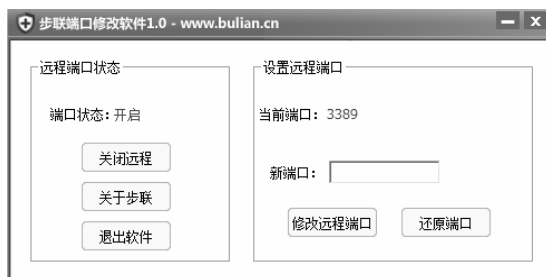 步联端口修改软件1.0 - www.bulian.cn
远程端口状态
端口状态：开启
关闭远程
关于步联
退出软件
设置远程端口
当前端口：3389
新端口：
修改远程端口
还原端口